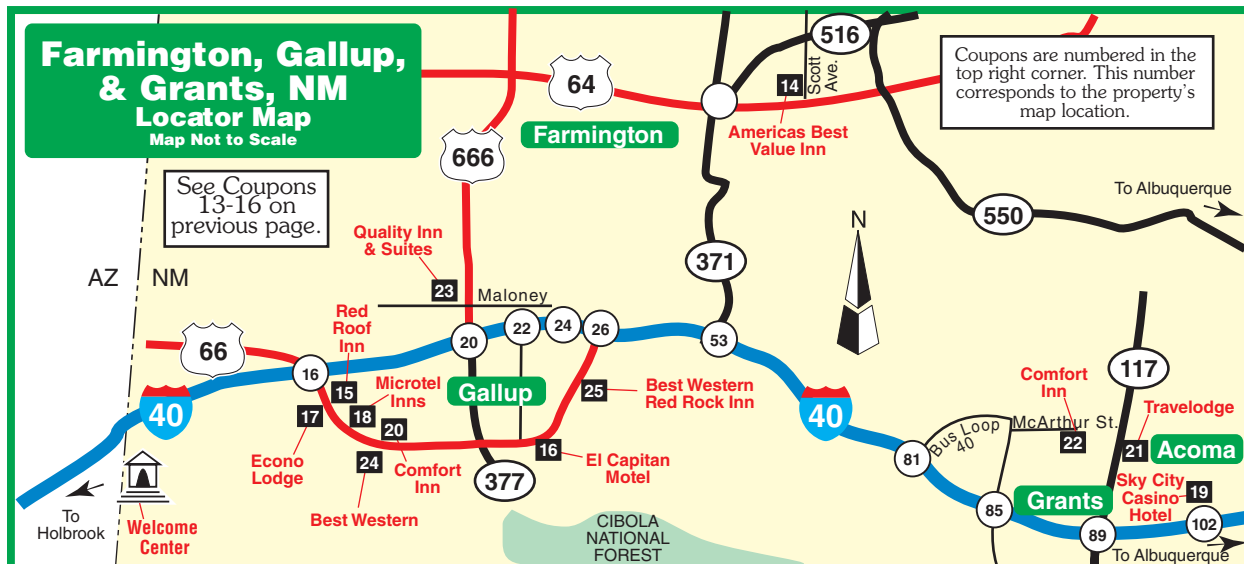 Farmington, Gallup,
& Grants, NM
Locator Map
Map Not to Scale
See Coupons
13-16 on
previous page.
Coupons are numbered in the
top right corner. This number
corresponds to the property's
map location.
64
Farmington
666
516
Scott
Ave.
14
Americas Best
Value Inn
To Albuquerque
550
371
N
Quality Inn
& Suites
23
Maloney
AZ
NM
66
Red
Roof
Inn
15
16
20
22
24
26
53
40
17
Econo
Lodge
Microtel
Inns
18
20
Comfort
Inn
24
Best Western
Gallup
377
25
Best Western
Red Rock Inn
16
El Capitan
Motel
To
Holbrook
Welcome
Center
CIBOLA
NATIONAL
FOREST
40
81
Bus Loop
40
85
Grants
Comfort
Inn
McArthur St.
22
117
Travelodge
21
Acoma
Sky City
Casino
Hotel
19
89
102
To Albuquerque